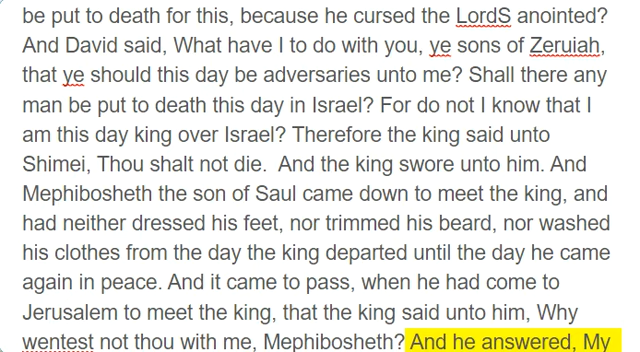 be put to death for this, because he cursed the LordS anointed?
And David said, What have I to do with you, ye sons of Zeruiah,
that ye should this day be adversaries unto me? Shall there any
man be put to death this day in Israel? For do not I know that I
am this day king over Israel? Therefore the king said unto
Shimei, Thou shalt not die.  And the king swore unto him. And
Mephibosheth the son of Saul came down to meet the king, and
had neither dressed his feet, nor trimmed his beard, nor washed
his clothes from the day the king departed until the day he came
again in peace. And it came to pass, when he had come to
Jerusalem to meet the king, that the king said unto him, Why
wentest not thou with me, Mephibosheth? And he answered, My